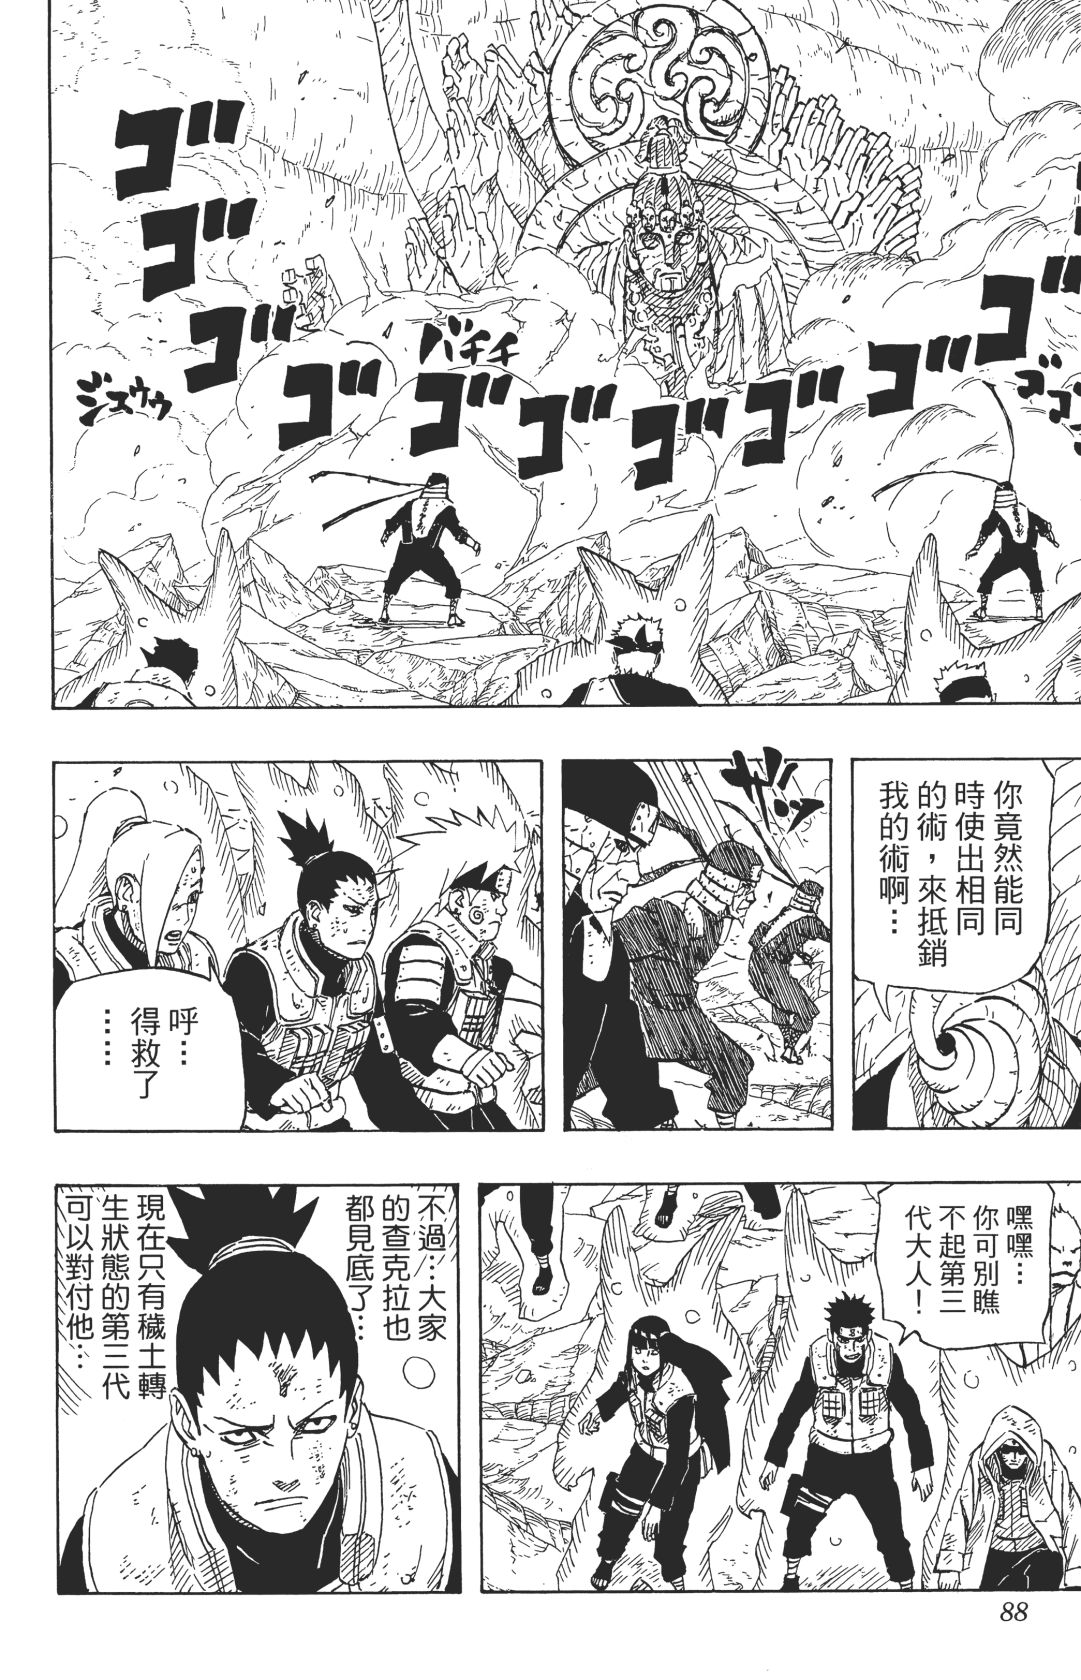 ゴ
ゴ
ゴ
ゴ
ゴ
ゴ
ゴ
ゴ
ゴ
ゴ
ゴ
バチチ
ジュウゥ
你竟然能同
時使出相同
的術，來抵銷
我的術啊…
ザッ
呼…
得救了
……
嘿嘿…
你可別瞧
不起第三
代大人！
不過…大家
的查克拉也
都見底了…
現在只有穢土轉
生狀態的第三代
可以對付他…
88